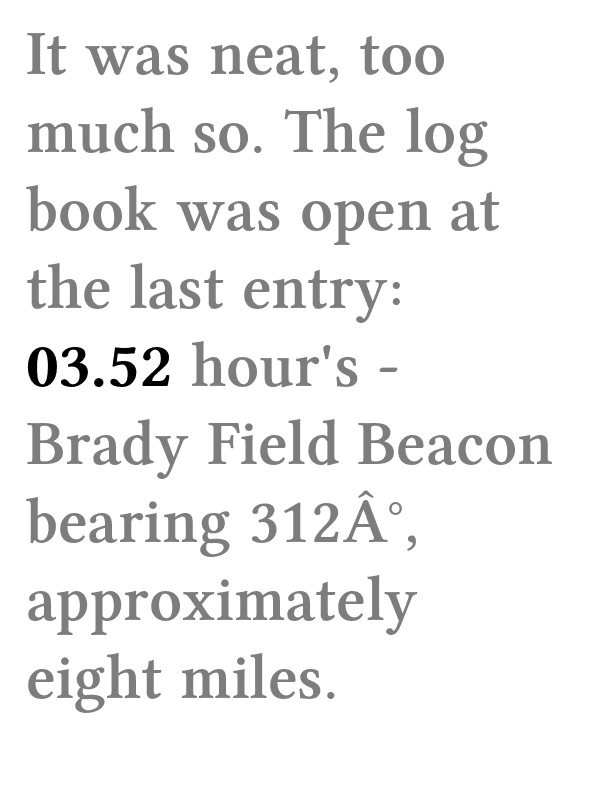 It was neat, too
much so. The log
book was open at
the last entry:
03.52 hour's -
Brady Field Beacon
bearing 312Â°,
approximately
eight miles.